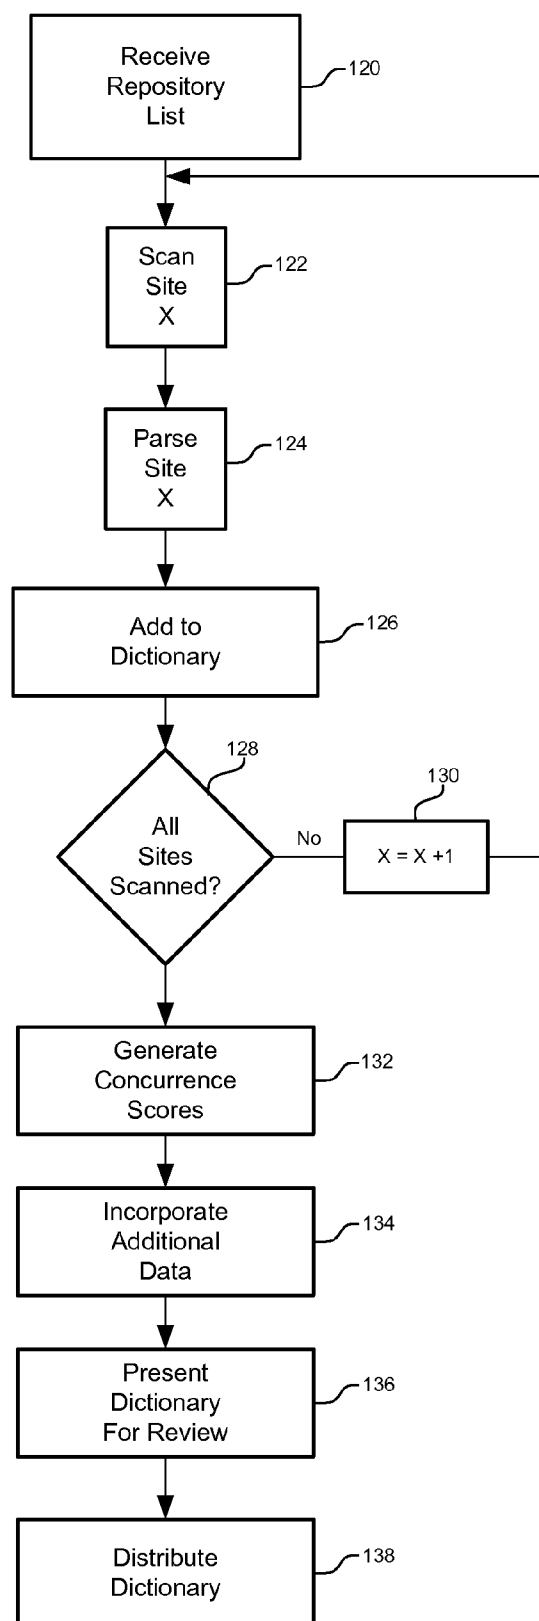 Receive
Repository
List
120
Scan
Site
X
122
Parse
Site
X
124
Add to
Dictionary
126
128
All
Sites
Scanned?
No
130
X = X +1
Generate
Concurrence
Scores
132
Incorporate
Additional
Data
134
Present
Dictionary
For Review
136
Distribute
Dictionary
138